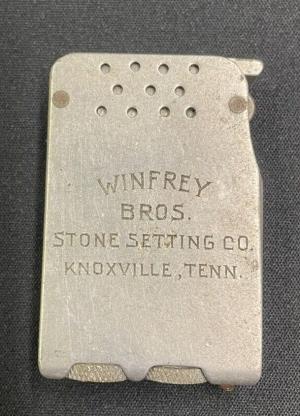 WINFREY
BROS.
STONE SETTING CO.
KNOXVILLE, TENN.